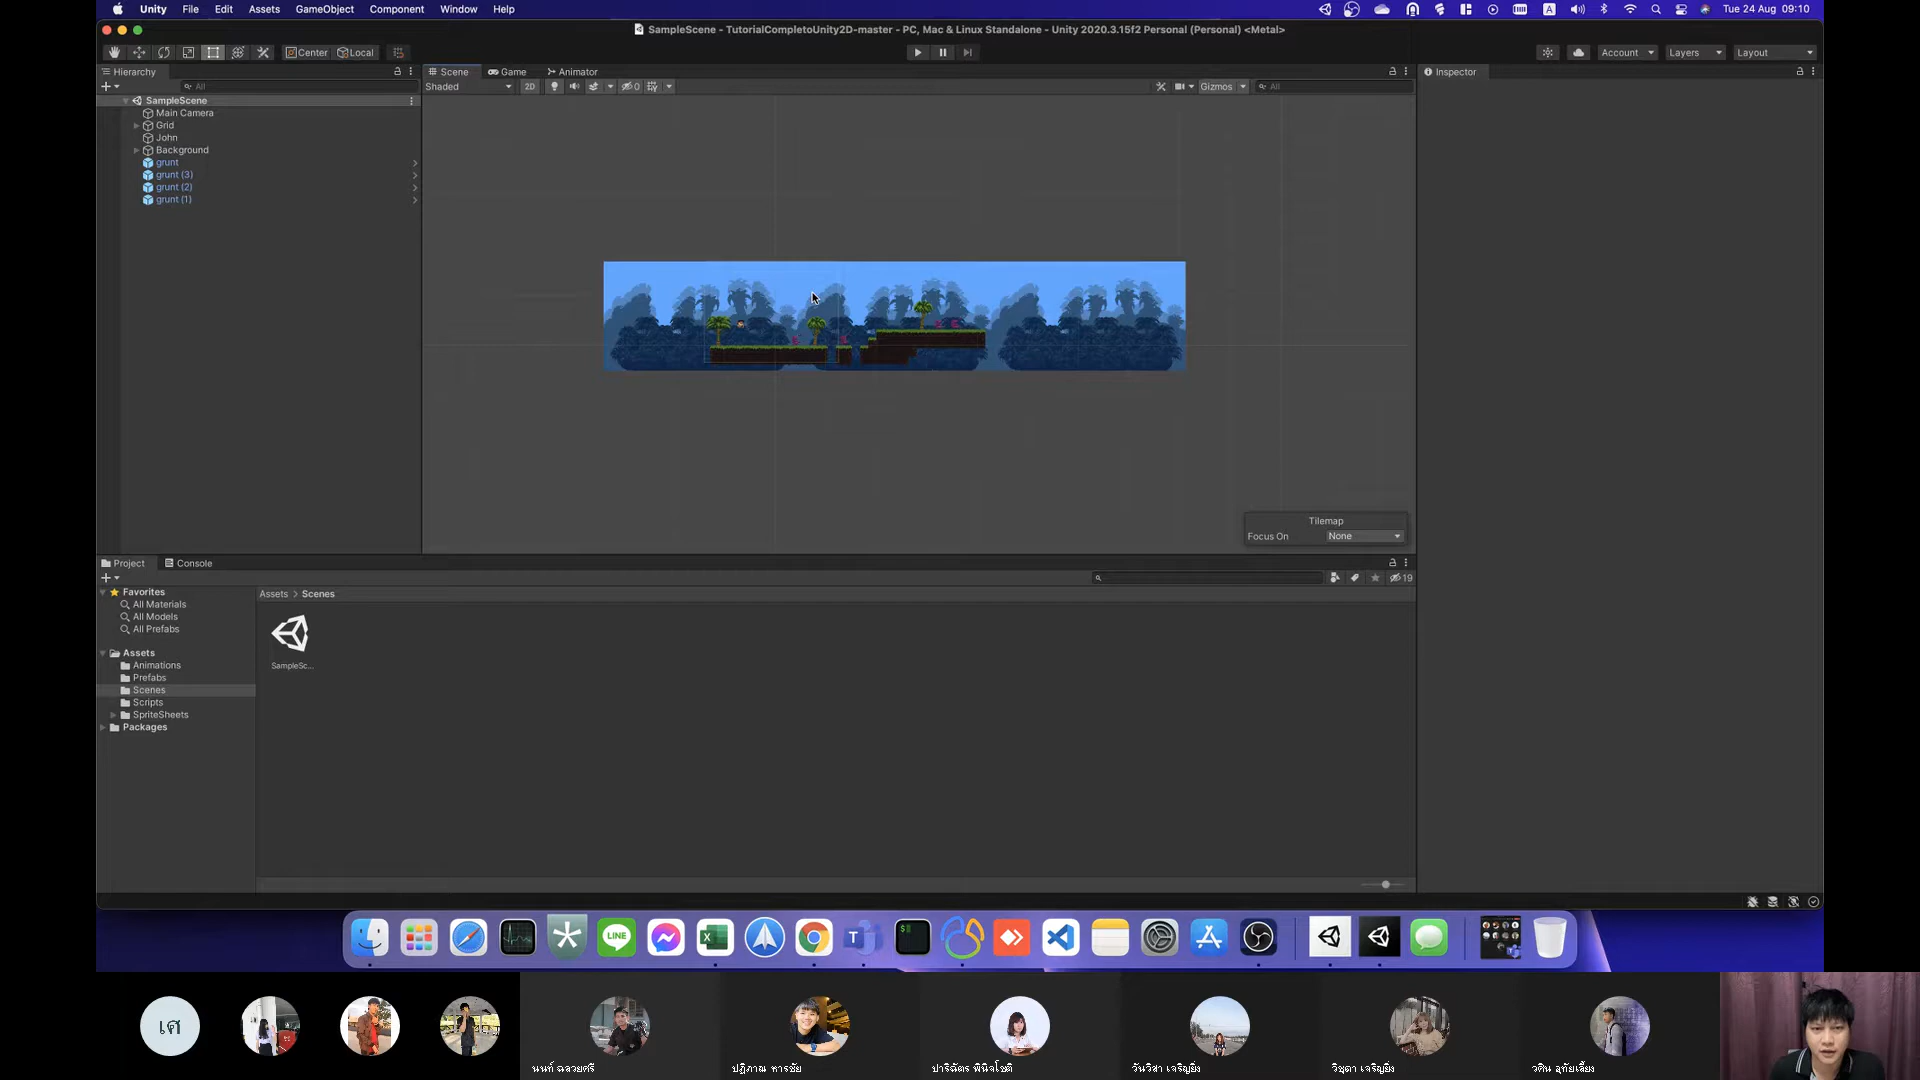 Unity File Edit Assets GameObject Component Window Help
A Tue 24 Aug 09:10
SampleScene - TutorialCompletoUnity2D-master - PC, Mac & Linux Standalone - Unity 2020.3.15f2 Personal (Personal) <Metal>
Center Local
Account Layers Layout
Hierarchy
Scene Game Animator
Inspector
All
Shaded 2D 0 Gizmos All
SampleScene
Main Camera
Grid
John
Background
grunt
grunt (3)
grunt (2)
grunt (1)
Tilemap
Focus On None
Project Console
19
Favorites
All Materials
All Models
All Prefabs
Assets > Scenes
SampleSc...
Assets
Animations
Prefabs
Scenes
Scripts
SpriteSheets
Packages
LINE
X
T
$
เศ
นนท์ ฉลวยศรี
ปฏิภาณ หารชัย
ปาริฉัตร พินิจโชติ
วันวิสา เจริญยิ่ง
วิชุดา เจริญยิ่ง
วศิน อุทัยเลี้ยง